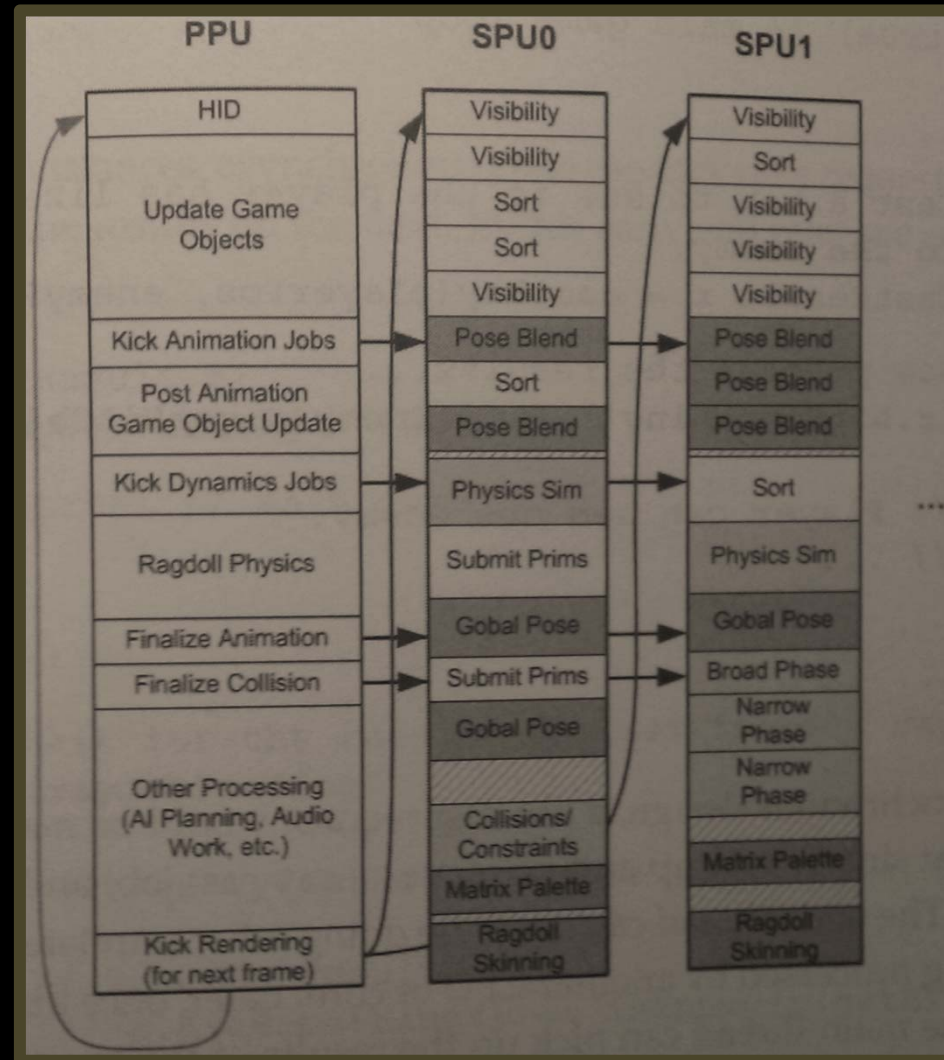 PPU
HID
Update Game
Objects
Kick Animation Jobs
Post Animation
Game Object Update
Kick Dynamics Jobs
Ragdoll Physics
Finalize Animation
Finalize Collision
Other Processing
(AI Planning, Audio
Work, etc.)
Kick Rendering
(for next frame)
SPU0
Visibility
Visibility
Sort
Sort
Visibility
Pose Blend
Sort
Pose Blend
Physics Sim
Submit Prims
Gobal Pose
Submit Prims
Gobal Pose
Collisions/
Constraints
Matrix Palette
Ragdoll
Skinning
SPU1
Visibility
Sort
Visibility
Visibility
Visibility
Pose Blend
Pose Blend
Pose Blend
Sort
Physics Sim
Gobal Pose
Broad Phase
Narrow
Phase
Narrow
Phase
Matrix Palette
Ragdoll
Skinning
...